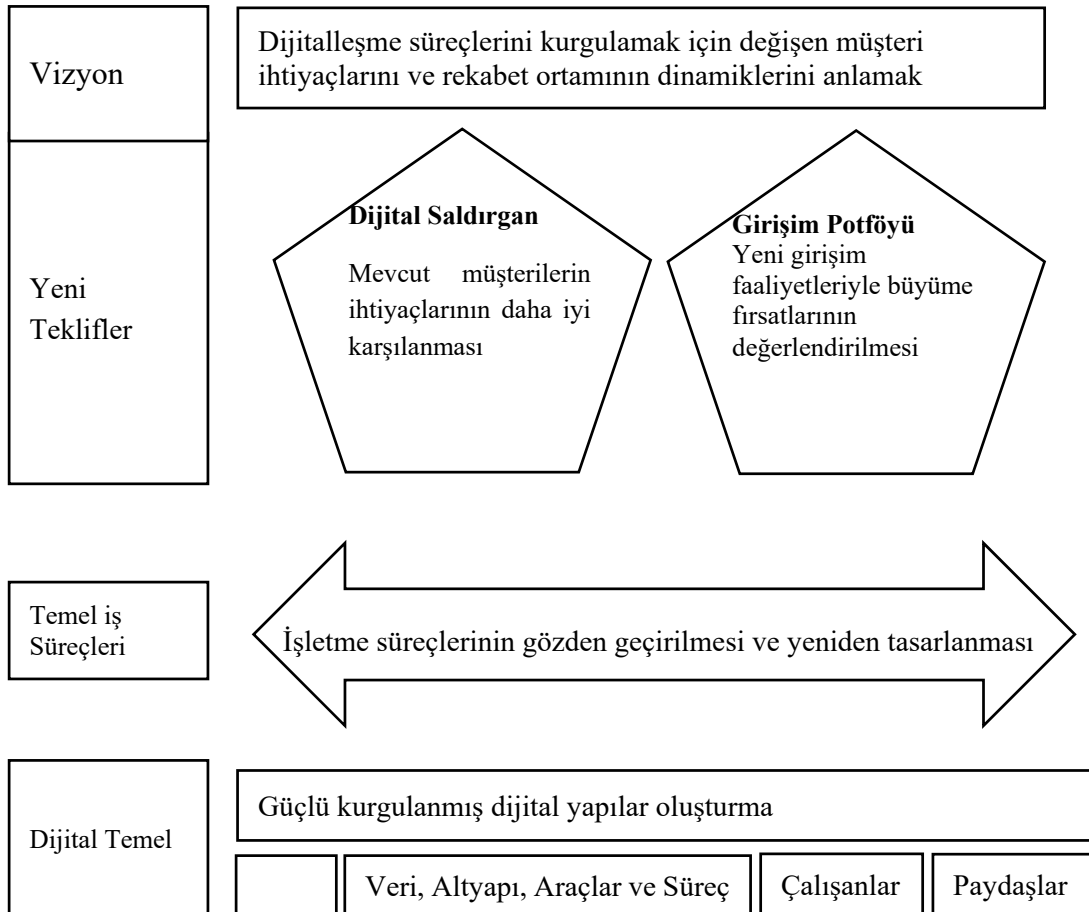 Vizyon
Dijitalleşme süreçlerini kurgulamak için değişen müşteri
ihtiyaçlarını ve rekabet ortamının dinamiklerini anlamak
Yeni
Teklifler
Dijital Saldırgan
Mevcut müşterilerin
ihtiyaçlarının daha iyi
karşılanması
Girişim Potföyü
Yeni girişim
faaliyetleriyle büyüme
fırsatlarının
değerlendirilmesi
Temel iş
Süreçleri
İşletme süreçlerinin gözden geçirilmesi ve yeniden tasarlanması
Dijital Temel
Güçlü kurgulanmış dijital yapılar oluşturma
Veri, Altyapı, Araçlar ve Süreç
Çalışanlar
Paydaşlar